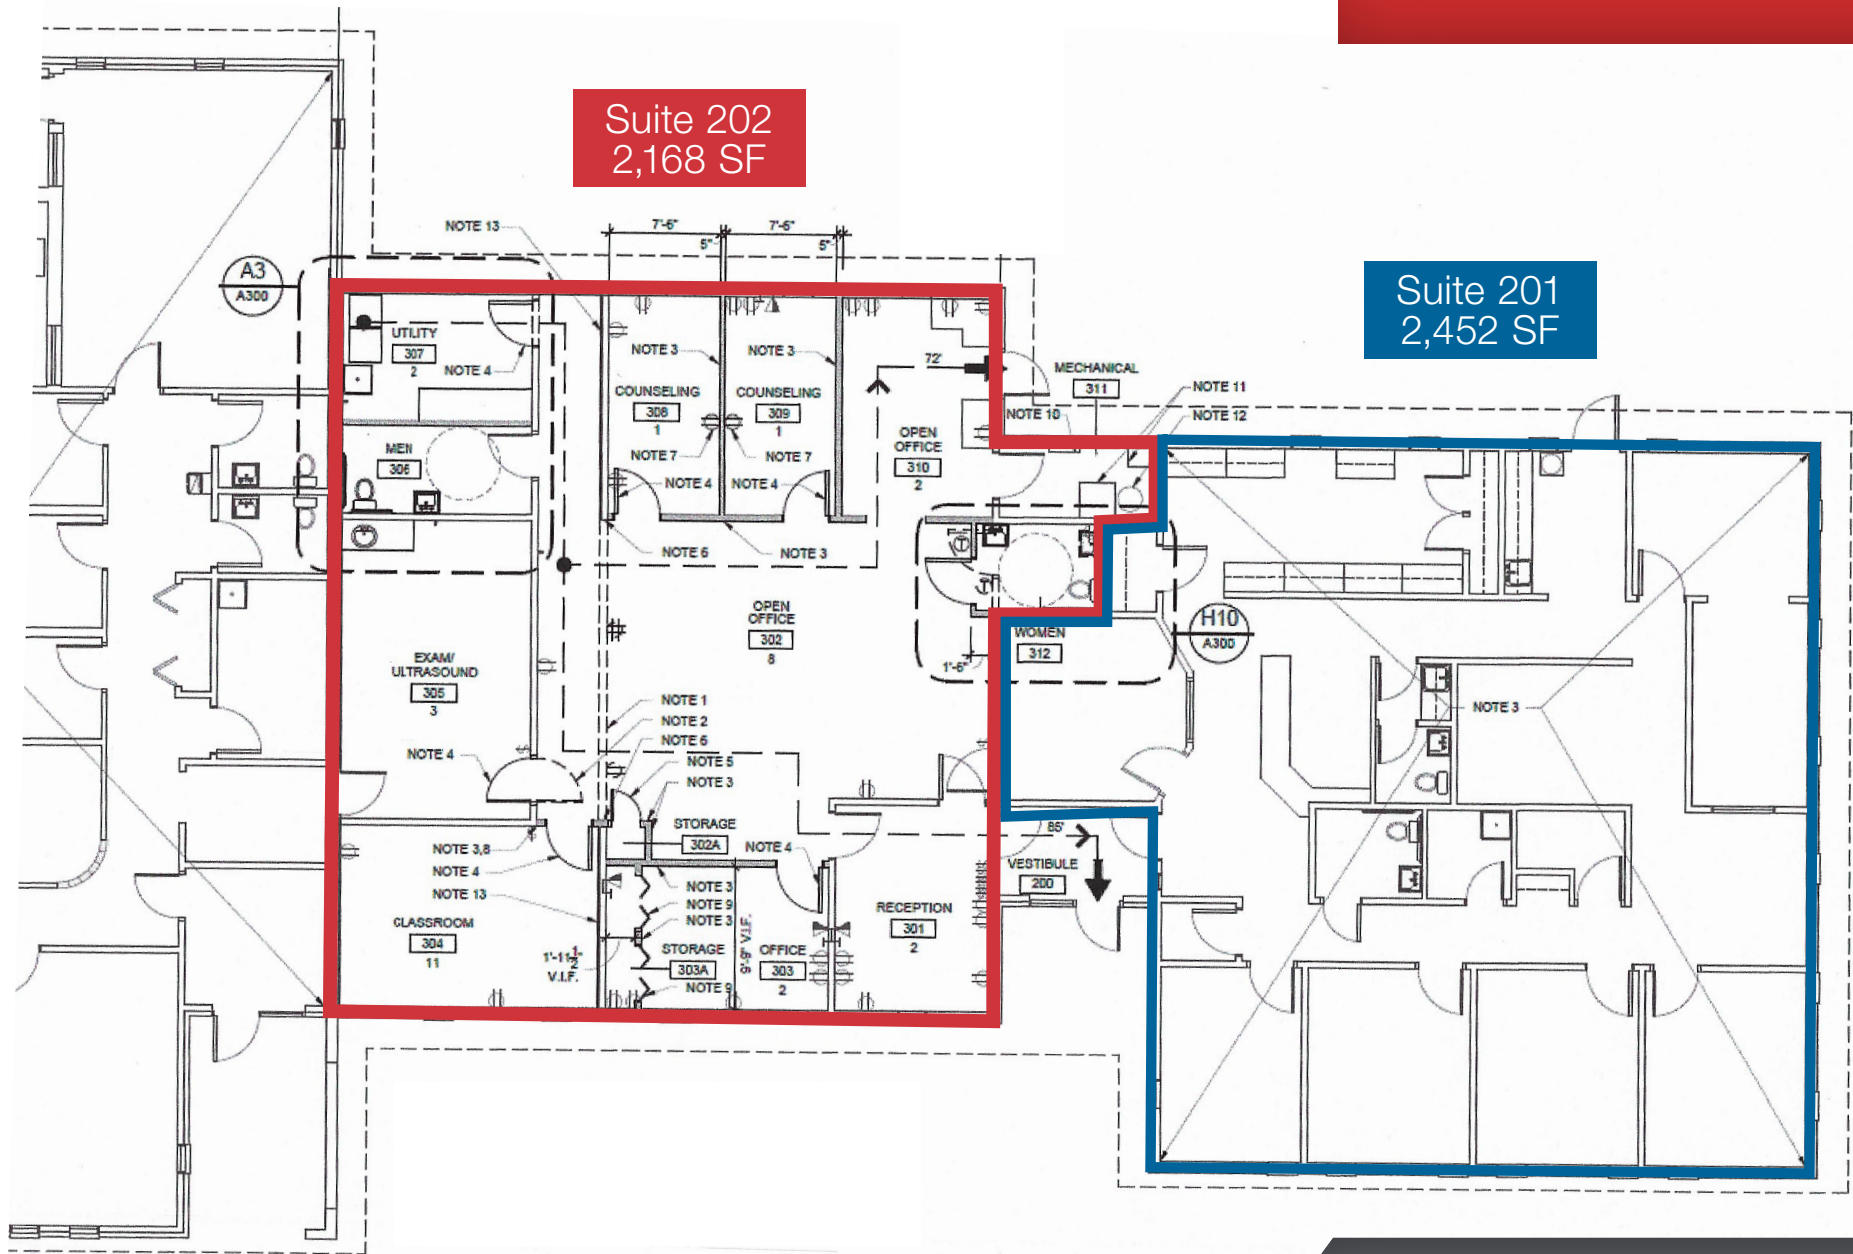 Suite 202
2,168 SF
Suite 201
2,452 SF
NOTE 13
7'-6"
7'-6"
5"
5"
A3
A300
UTILITY
307
2
NOTE 4
NOTE 3
NOTE 3
COUNSELING
308
1
COUNSELING
309
1
72'
MECHANICAL
311
NOTE 11
NOTE 10
NOTE 12
MEN
306
NOTE 7
NOTE 7
OPEN
OFFICE
310
2
NOTE 4
NOTE 4
NOTE 6
NOTE 3
OPEN
OFFICE
302
8
WOMEN
312
1'-6"
H10
A300
EXAM/
ULTRASOUND
305
3
NOTE 1
NOTE 2
NOTE 6
NOTE 3
NOTE 4
NOTE 5
NOTE 3
STORAGE
302A
NOTE 4
85'
VESTIBULE
200
NOTE 3,8
NOTE 4
NOTE 13
NOTE 3
NOTE 9
NOTE 3
CLASSROOM
304
11
1'-11 1/2"
V.I.F.
STORAGE
303A
NOTE 9
9'-9" V.I.F.
OFFICE
303
2
RECEPTION
301
2